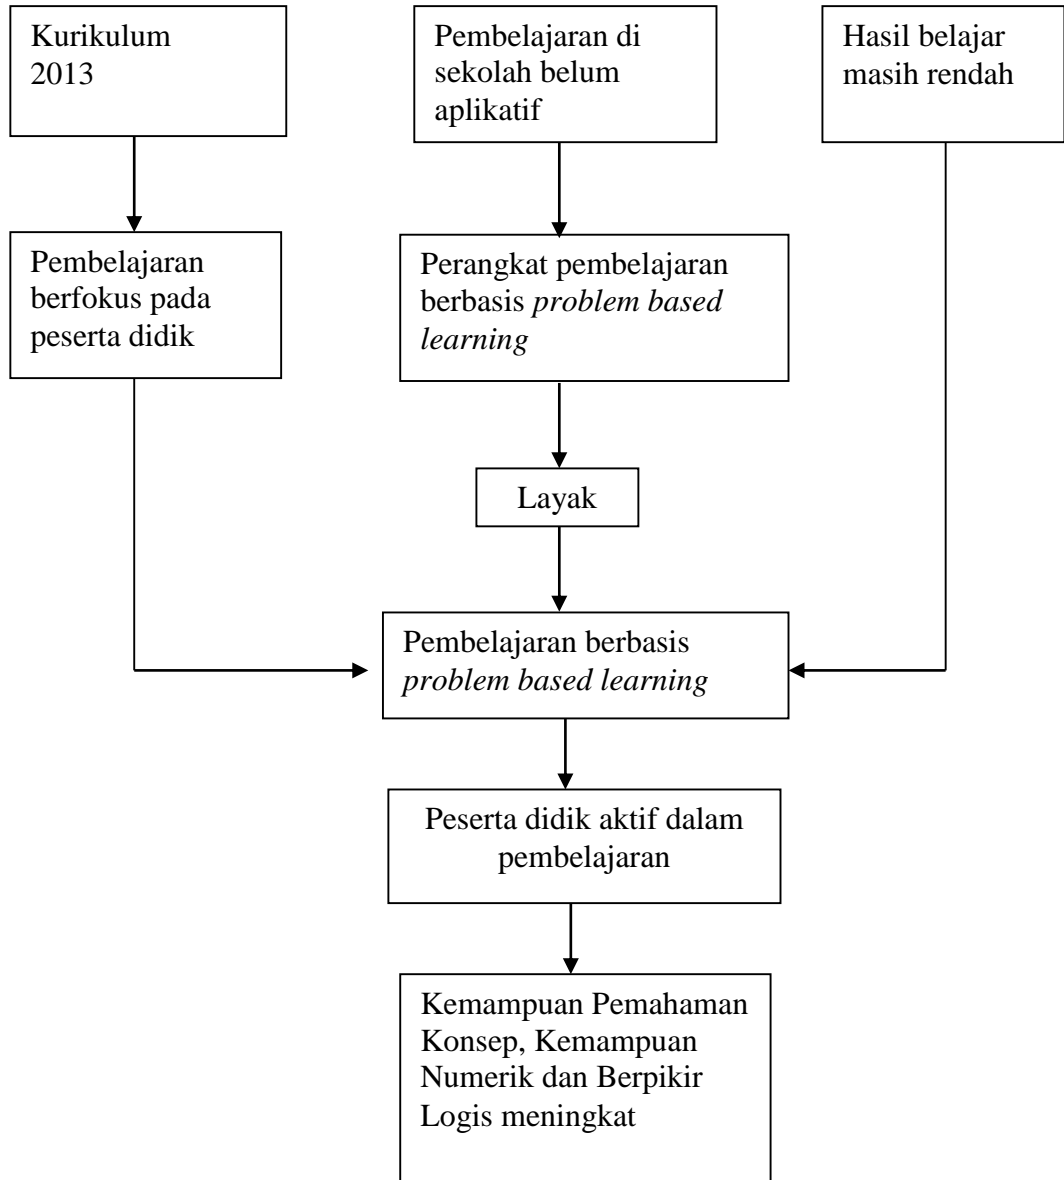 Kurikulum
2013
Pembelajaran di
sekolah belum
aplikatif
Hasil belajar
masih rendah
Pembelajaran
berfokus pada
peserta didik
Perangkat pembelajaran
berbasis problem based
learning
Layak
Pembelajaran berbasis
problem based learning
Peserta didik aktif dalam
pembelajaran
Kemampuan Pemahaman
Konsep, Kemampuan
Numerik dan Berpikir
Logis meningkat